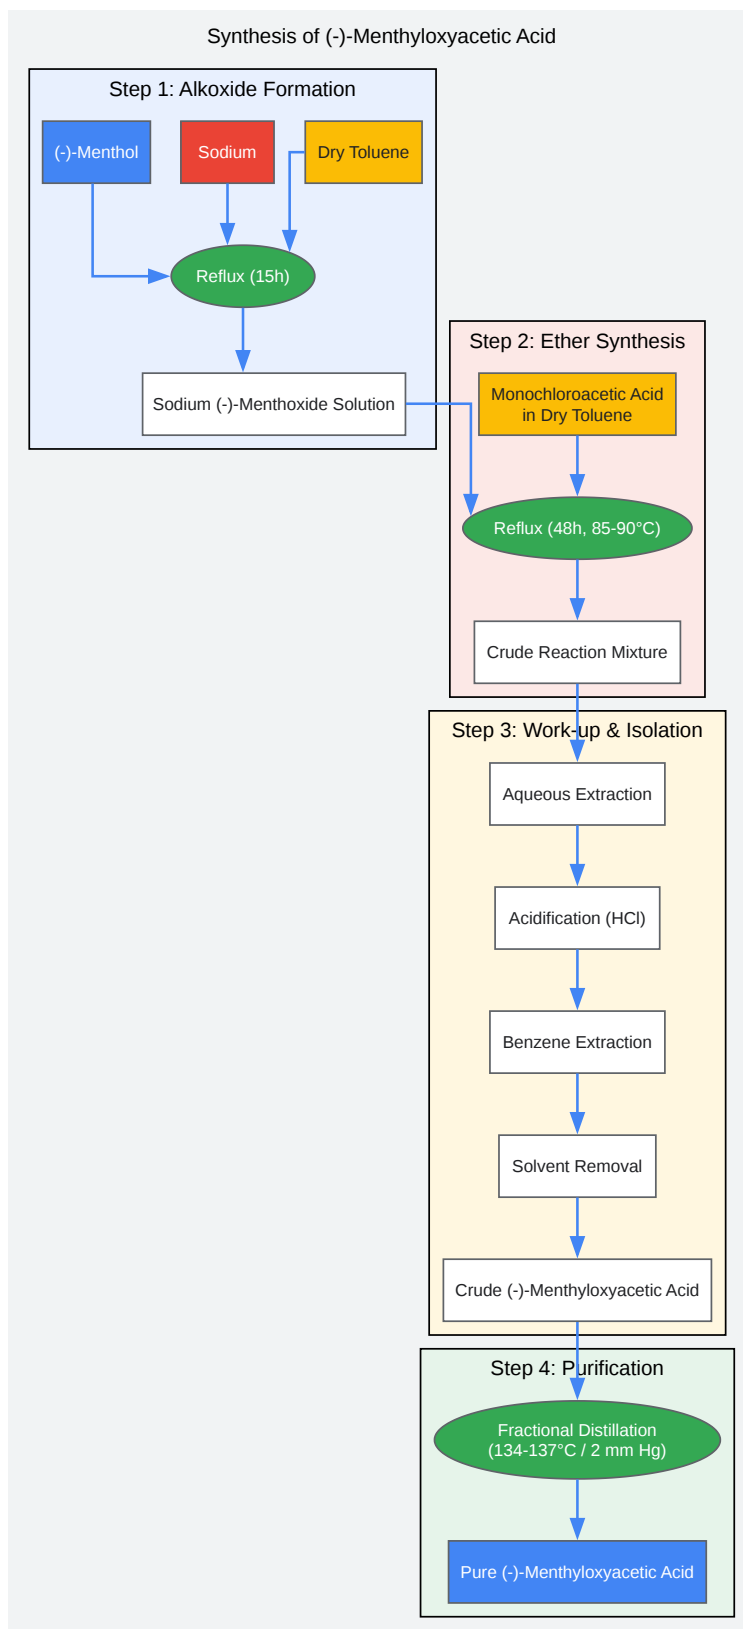 Synthesis of (-)-Menthyloxyacetic Acid
Step 1: Alkoxide Formation
(-)-Menthol
Sodium
Dry Toluene
Reflux (15h)
Sodium (-)-Menthoxide Solution
Step 2: Ether Synthesis
Monochloroacetic Acid
in Dry Toluene
Reflux (48h, 85-90°C)
Crude Reaction Mixture
Step 3: Work-up & Isolation
Aqueous Extraction
Acidification (HCl)
Benzene Extraction
Solvent Removal
Crude (-)-Menthyloxyacetic Acid
Step 4: Purification
Fractional Distillation
(134-137°C / 2 mm Hg)
Pure (-)-Menthyloxyacetic Acid